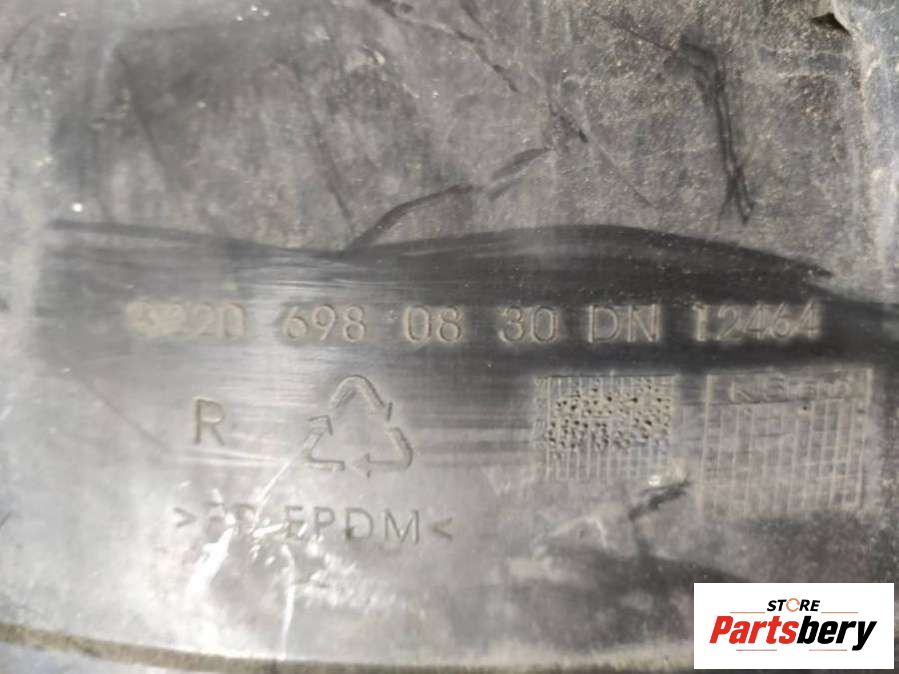 698 08 30 DN 12464
R
EPDM<
STORE
Partsbery